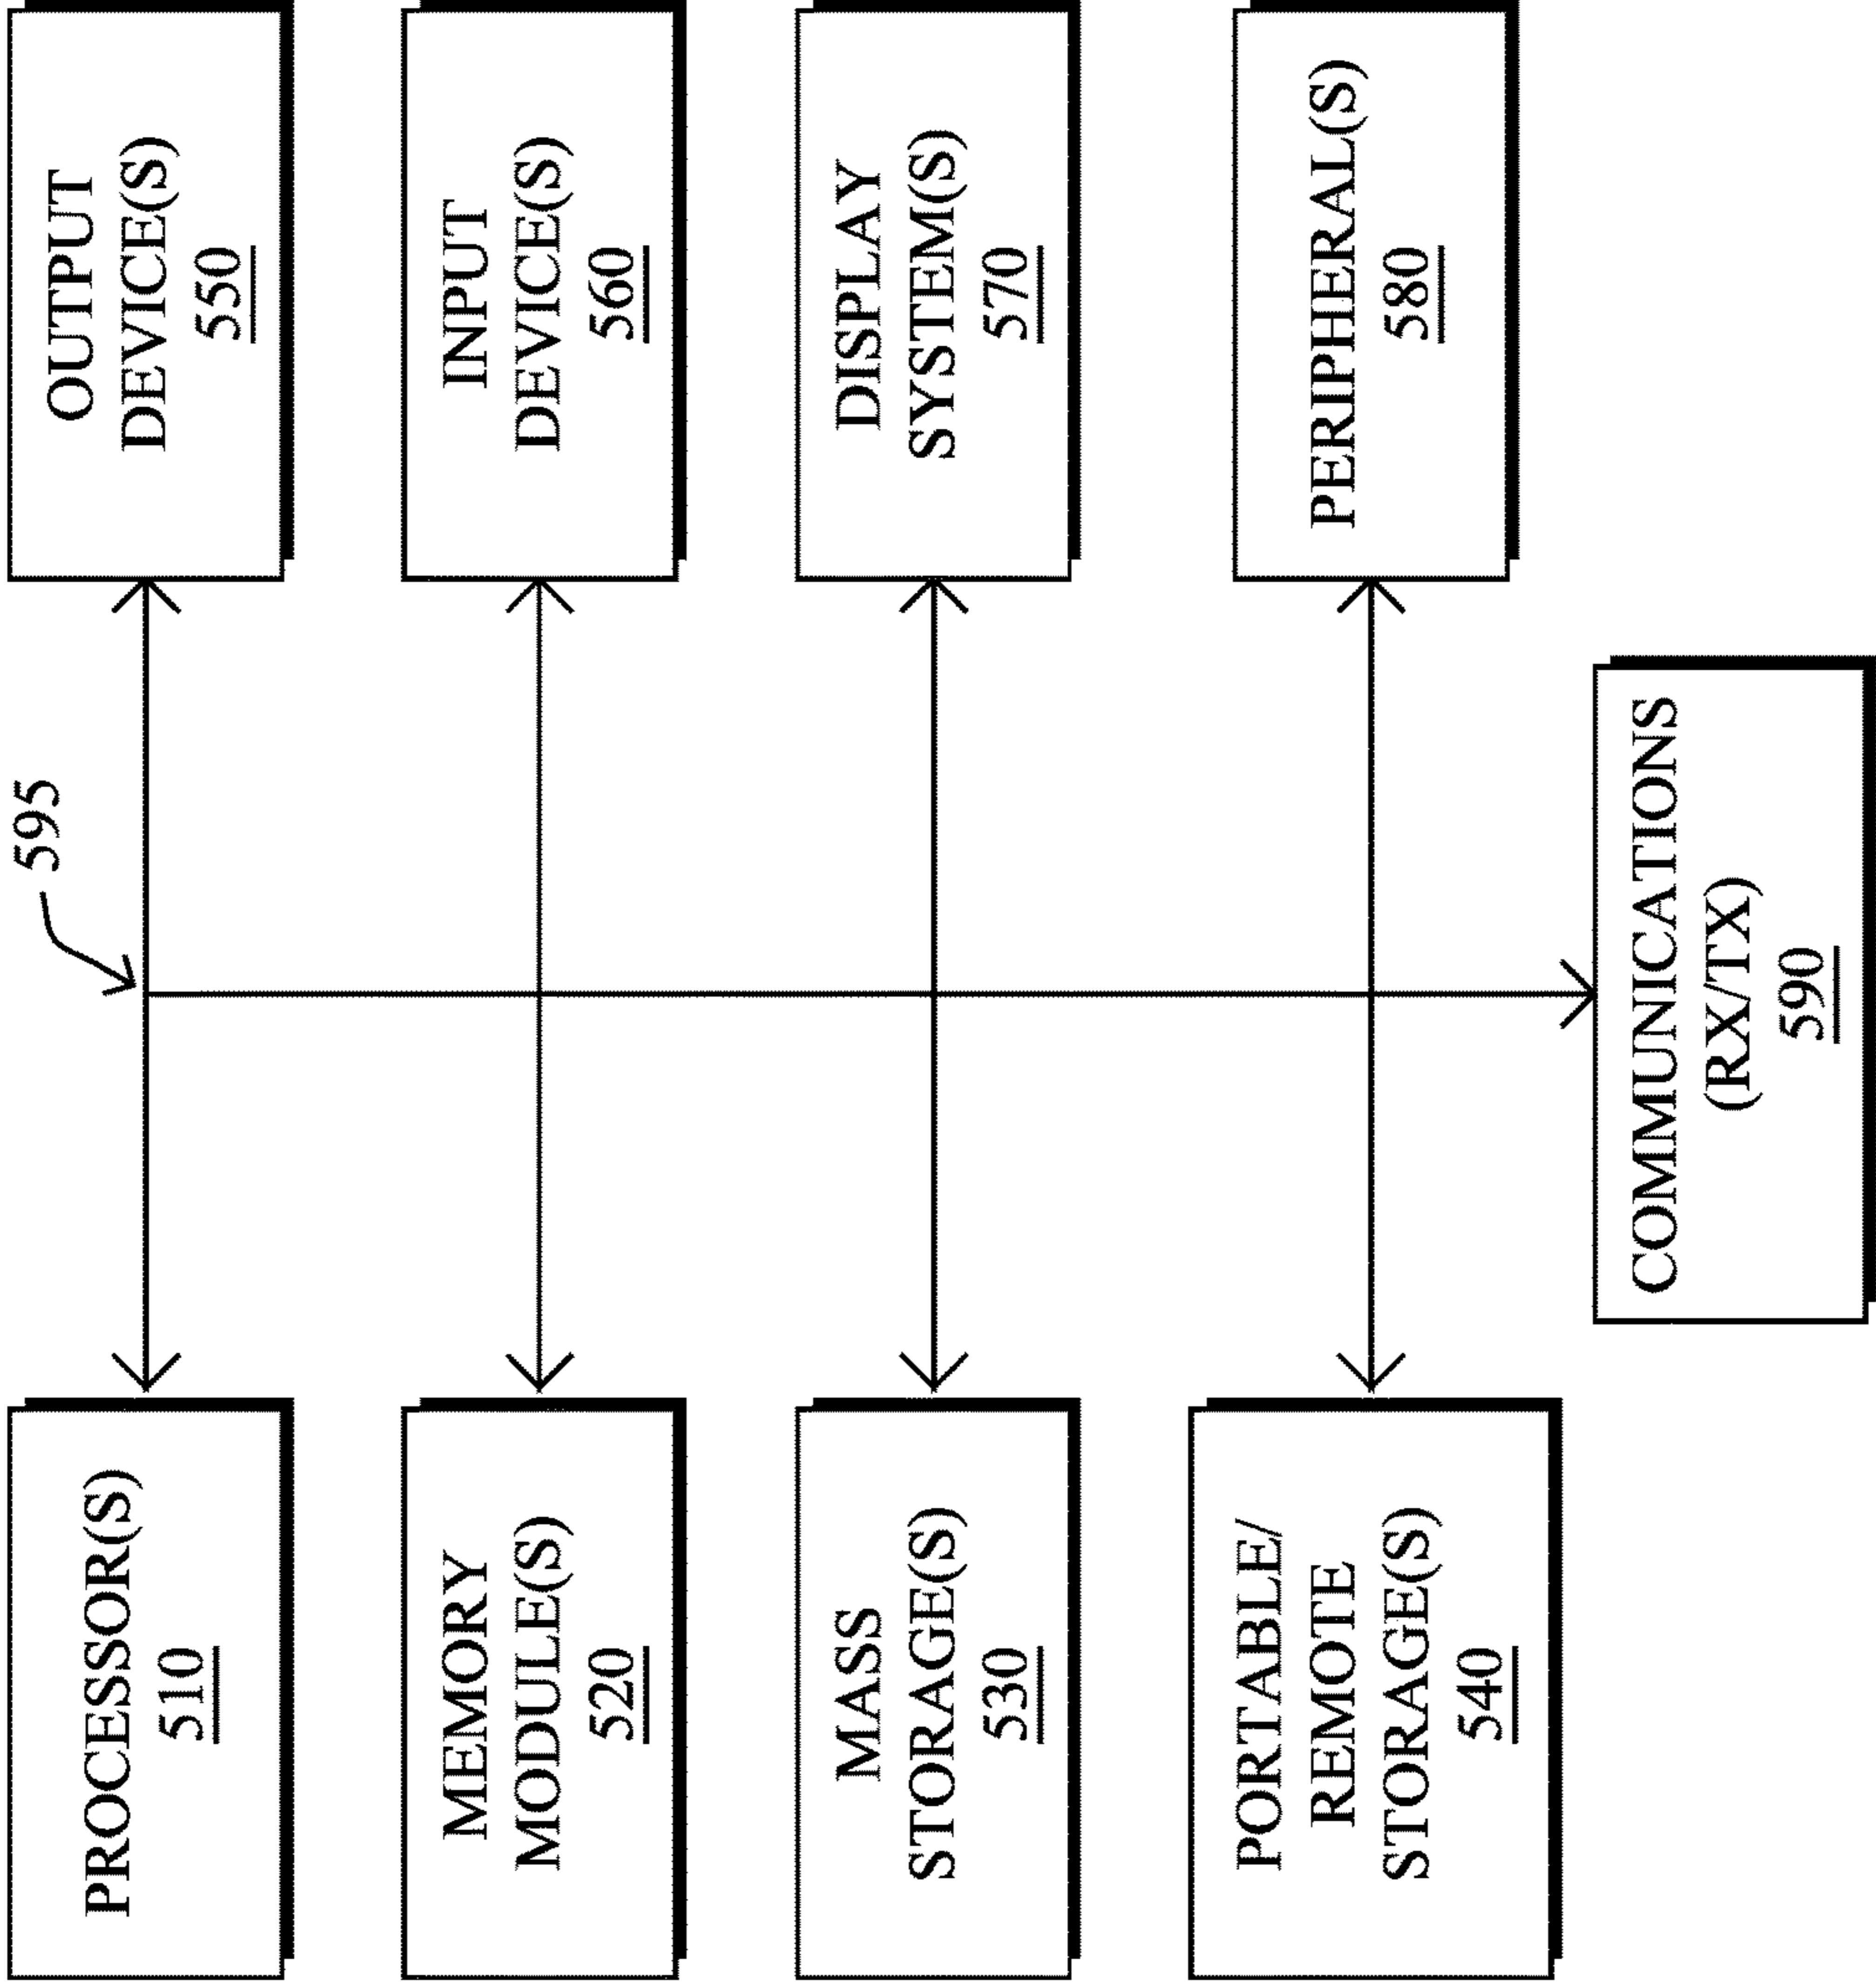 595
PROCESSOR(S)
510
OUTPUT
DEVICE(S)
550
MEMORY
MODULE(S)
520
INPUT
DEVICE(S)
560
MASS
STORAGE(S)
530
DISPLAY
SYSTEM(S)
570
PORTABLE/
REMOTE
STORAGE(S)
540
PERIPHERAL(S)
580
COMMUNICATIONS
(RX/TX)
590